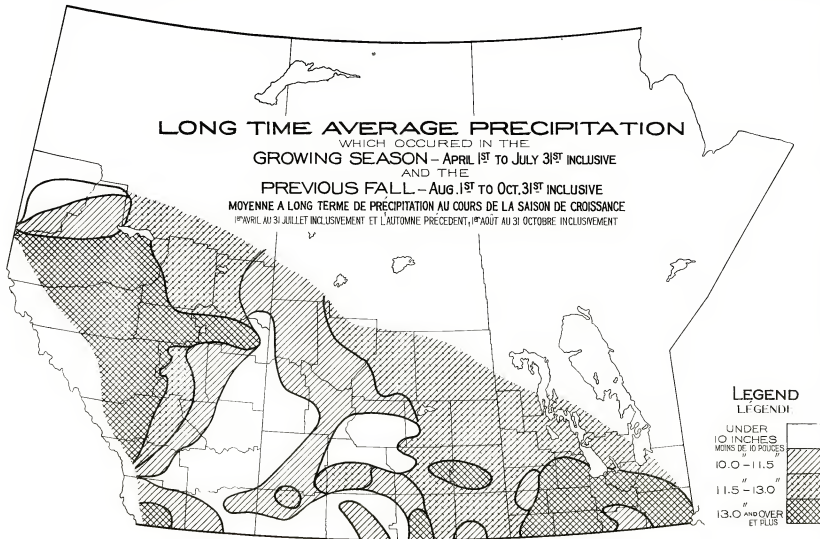 LONG TIME AVERAGE PRECIPITATION
WHICH OCCURED IN THE
GROWING SEASON – APRIL 1ST TO JULY 31ST INCLUSIVE
AND THE
PREVIOUS FALL – AUG. 1ST TO OCT. 31ST INCLUSIVE
MOYENNE A LONG TERME DE PRÉCIPITATION AU COURS DE LA SAISON DE CROISSANCE
1er AVRIL AU 31 JUILLET INCLUSIVEMENT ET L'AUTOMNE PRÉCEDENT, 1er AOÛT AU 31 OCTOBRE INCLUSIVEMENT
LEGEND
LÉGENDE
UNDER
10 INCHES
MOINS DE 10 POUCES
" "
10.0 – 11.5
" "
11.5 – 13.0
"
13.0 AND OVER
ET PLUS